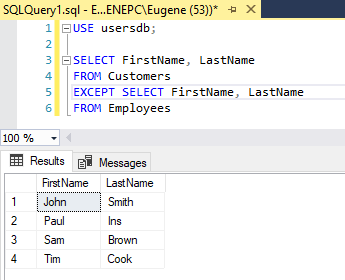 SQLQuery1.sql - E...ENEPC\Eugene (53))*
1 USE usersdb;
2
3 SELECT FirstName, LastName
4 FROM Customers
5 EXCEPT SELECT FirstName, LastName
6 FROM Employees
100 %
Results Messages
FirstName LastName
1 John Smith
2 Paul Ins
3 Sam Brown
4 Tim Cook